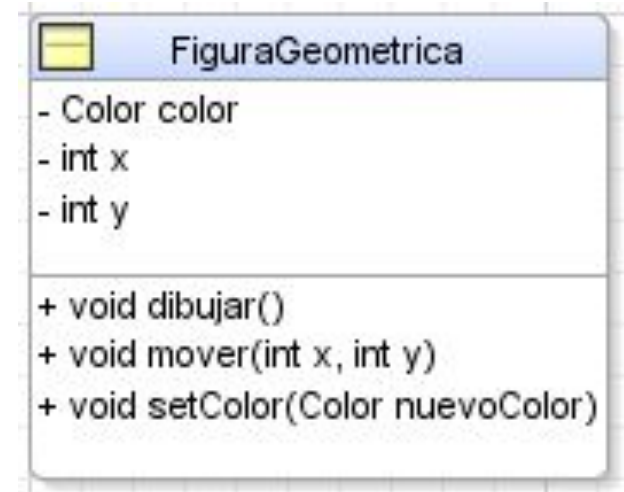 FiguraGeometrica
- Color color
- int x
- int y
+ void dibujar()
+ void mover(int x, int y)
+ void setColor(Color nuevoColor)